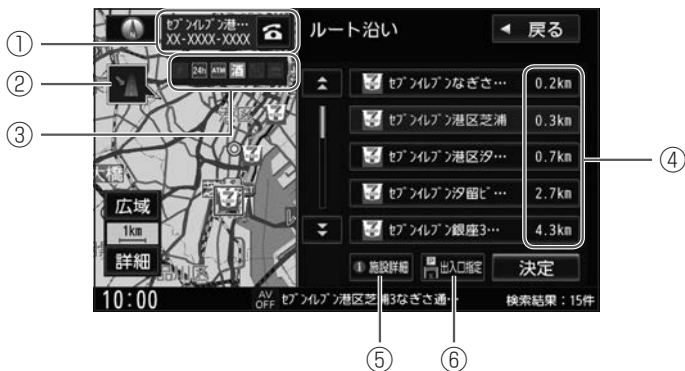 ①
②
③
④
⑤
⑥
セブンイレブン港…
XX-XXXX-XXXX
24h ATM 酒
ルート沿い
戻る
セブンイレブンなぎさ… 0.2km
セブンイレブン港区芝浦 0.3km
セブンイレブン港区汐… 0.7km
セブンイレブン汐留ビ… 2.7km
セブンイレブン銀座3… 4.3km
大橋
広域
1km
詳細
品川区
施設詳細
出入口指定
決定
10:00
AV OFF
セブンイレブン港区芝浦3なぎさ通…
検索結果:15件